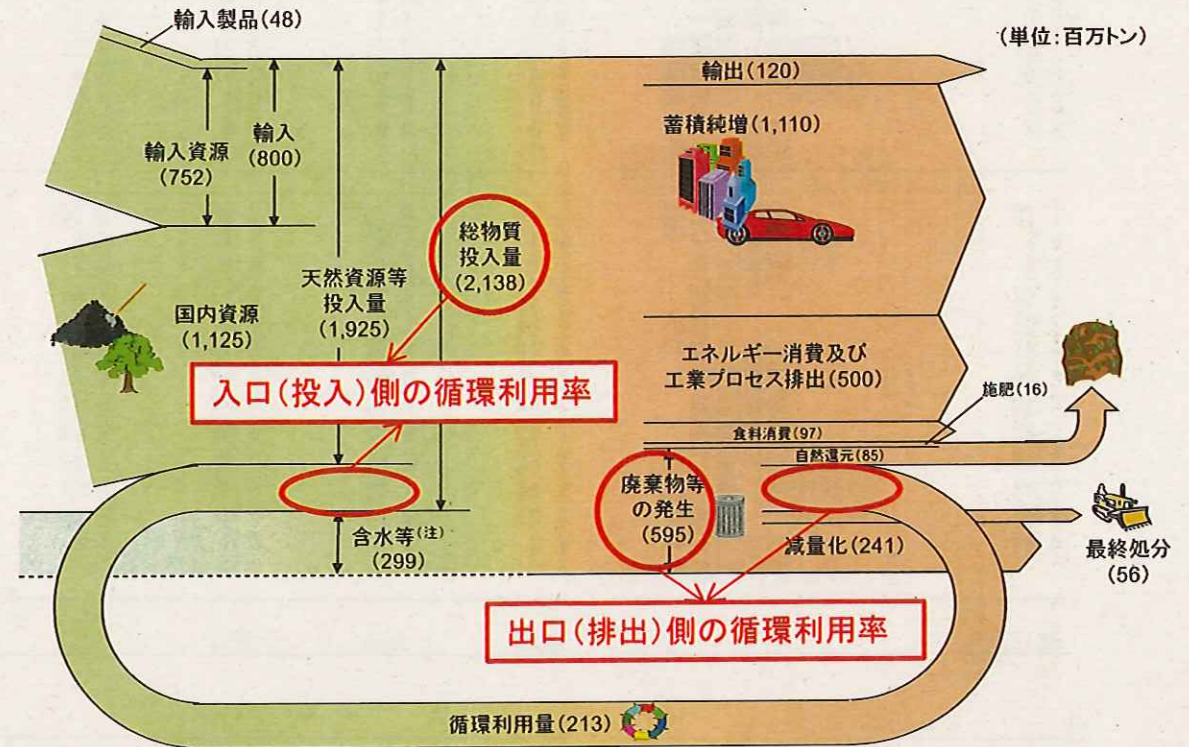 輸入製品(48)
(単位:百万トン)
輸出(120)
蓄積純増(1,110)
輸入
(800)
輸入資源
(752)
総物質
投入量
(2,138)
天然資源等
投入量
(1,925)
国内資源
(1,125)
エネルギー消費及び
工業プロセス排出(500)
入口(投入)側の循環利用率
施肥(16)
食料消費(97)
自然還元(85)
廃棄物等
の発生
(595)
含水等(注)
(299)
減量化(241)
最終処分
(56)
出口(排出)側の循環利用率
循環利用量(213)